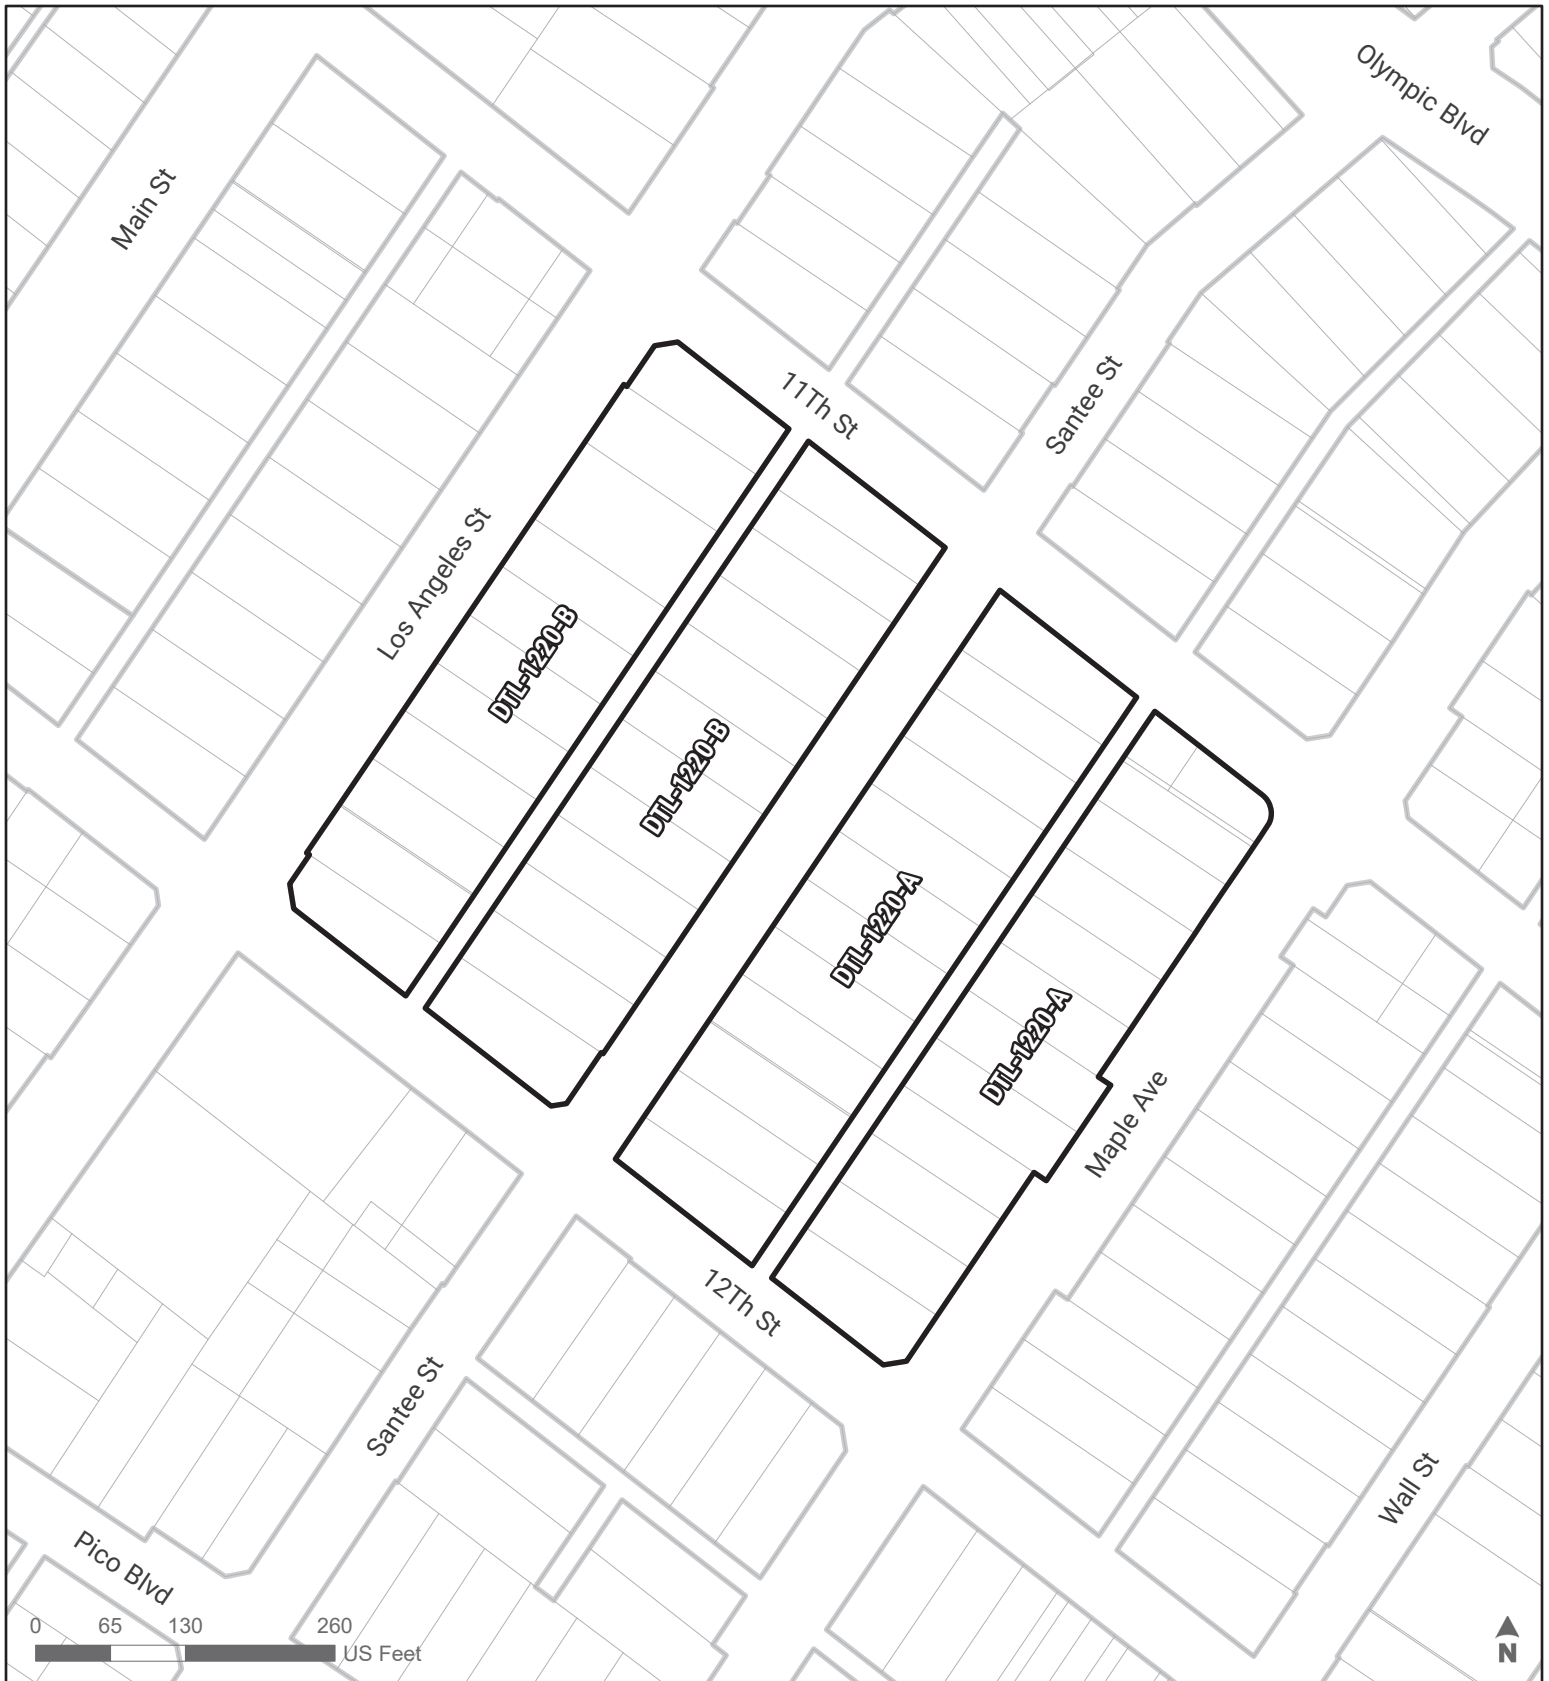 Olympic Blvd
Main St
11Th St
Santee St
Los Angeles St
DTL-1220-B
DTL-1220-B
DTL-1220-A
DTL-1220-A
Maple Ave
12Th St
Santee St
Wall St
Pico Blvd
0 65 130 260
US Feet
N